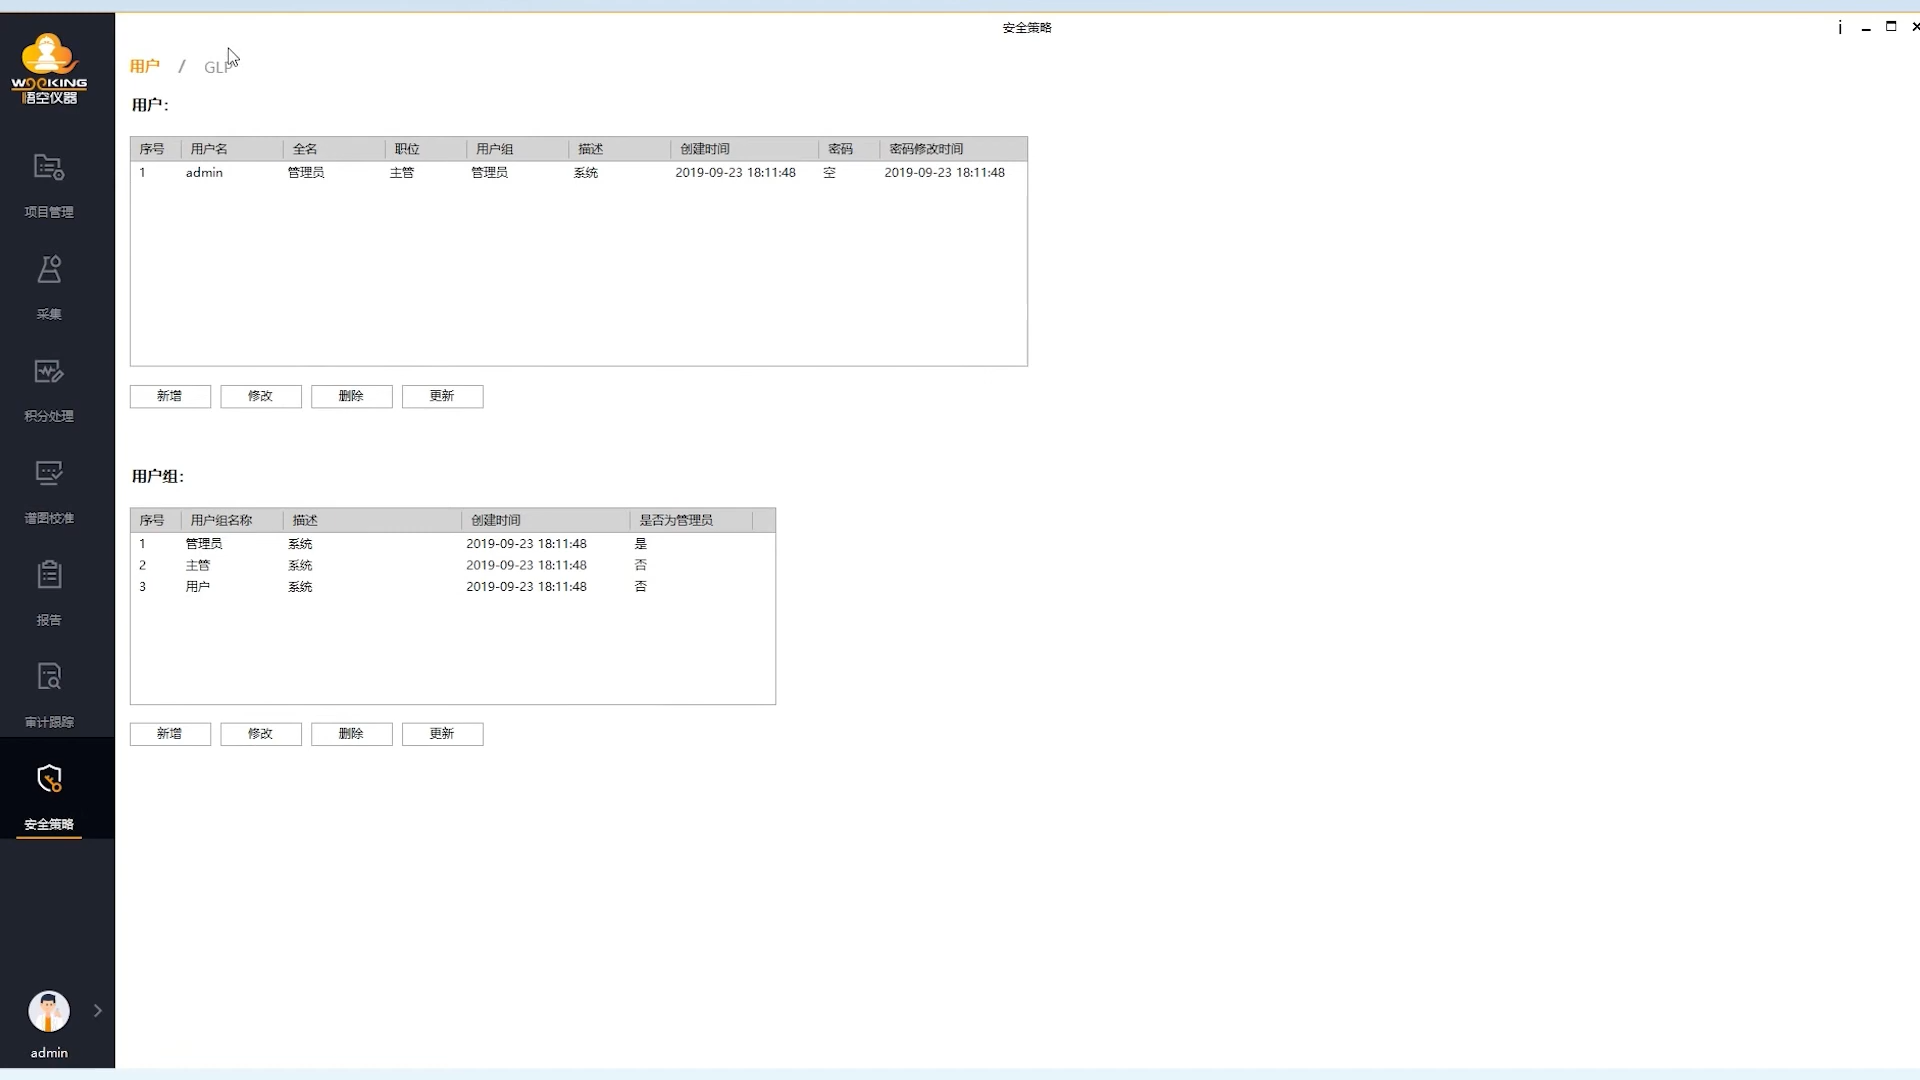 安全策略
i
WOOKING
悟空仪器
用户 / GLP
用户：
序号 用户名 全名 职位 用户组 描述 创建时间 密码 密码修改时间
1 admin 管理员 主管 管理员 系统 2019-09-23 18:11:48 空 2019-09-23 18:11:48
新增 修改 删除 更新
用户组：
序号 用户组名称 描述 创建时间 是否为管理员
1 管理员 系统 2019-09-23 18:11:48 是
2 主管 系统 2019-09-23 18:11:48 否
3 用户 系统 2019-09-23 18:11:48 否
新增 修改 删除 更新
项目管理
采集
积分处理
谱图校准
报告
审计跟踪
安全策略
admin